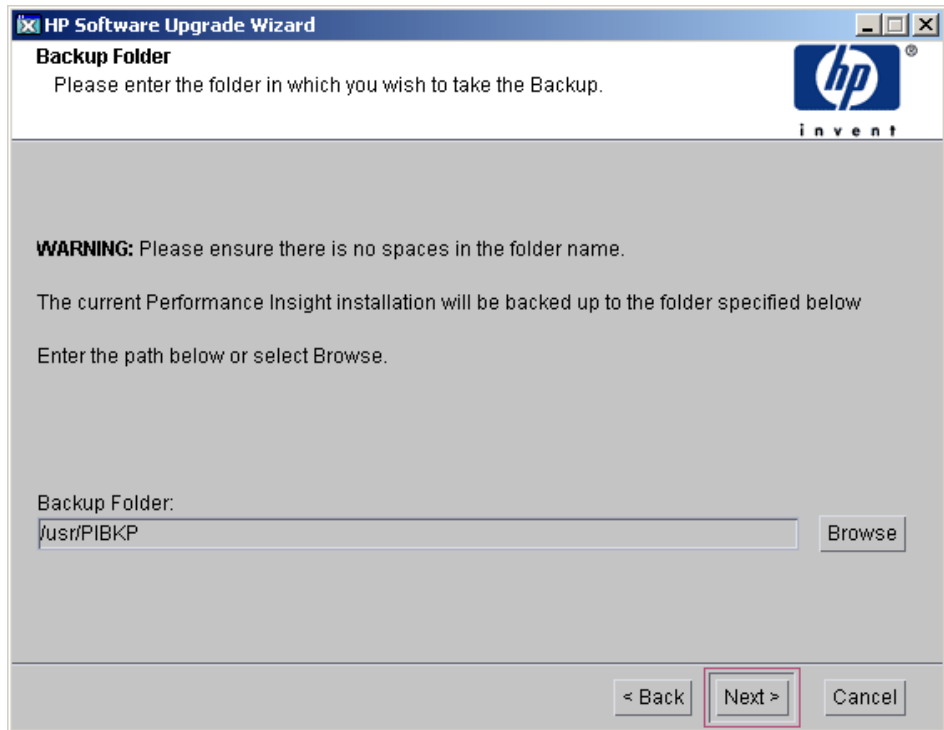 HP Software Upgrade Wizard
Backup Folder
Please enter the folder in which you wish to take the Backup.
hp ®
invent
WARNING: Please ensure there is no spaces in the folder name.
The current Performance Insight installation will be backed up to the folder specified below
Enter the path below or select Browse.
Backup Folder:
/usr/PIBKP
Browse
< Back
Next >
Cancel